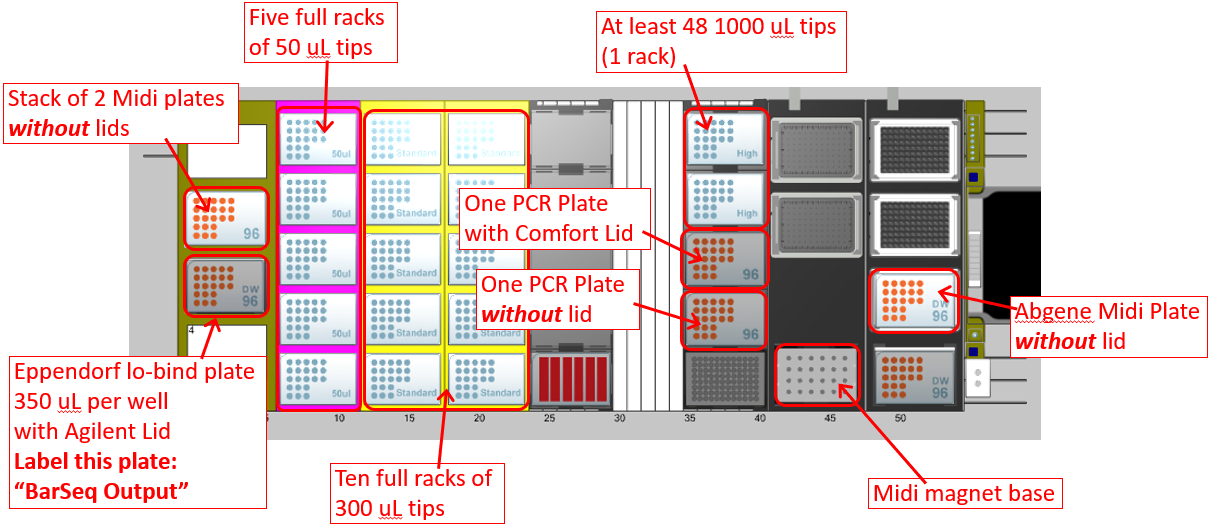 Five full racks
of 50 uL tips
At least 48 1000 uL tips
(1 rack)
Stack of 2 Midi plates
without lids
50ul
Standard
Standard
High
50ul
Standard
High
One PCR Plate
with Comfort Lid
96
50ul
Standard
96
One PCR Plate
without lid
DW
96
50ul
Standard
96
DW
96
Abgene Midi Plate
without lid
4
50ul
Standard
Standard
DW
96
Eppendorf lo-bind plate
350 uL per well
with Agilent Lid
Label this plate:
"BarSeq Output"
5 10 15 20 25 30 35 40 45 50
Ten full racks of
300 uL tips
Midi magnet base